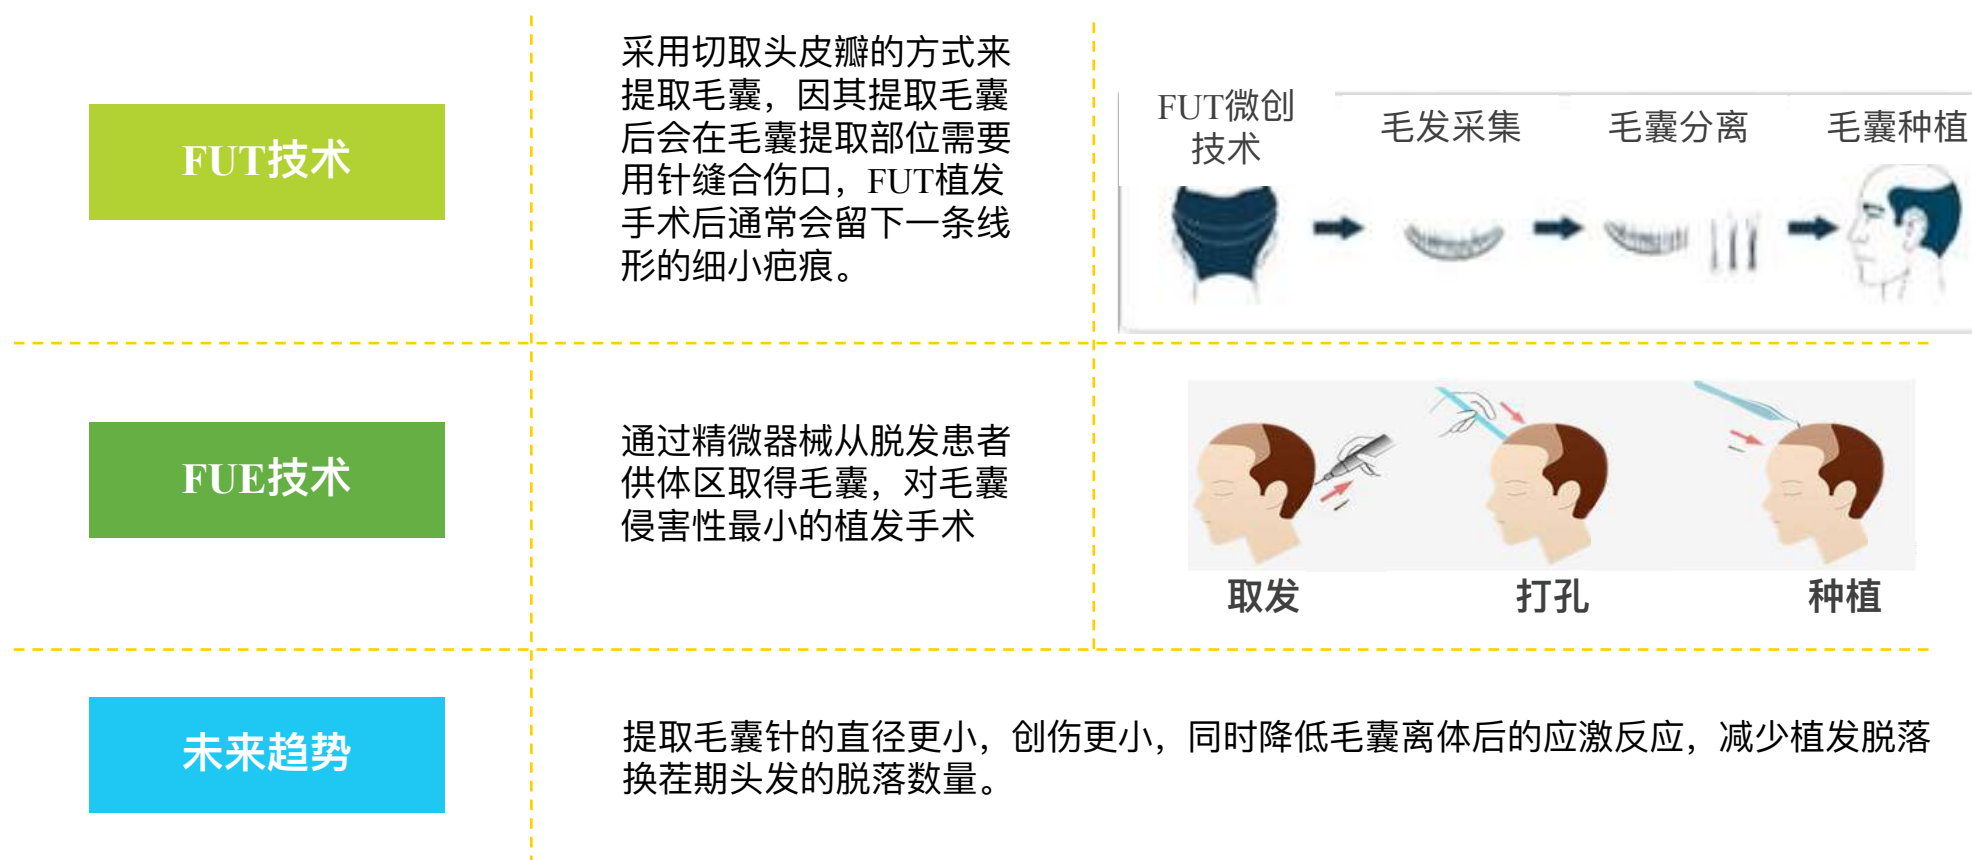 FUT技术
采用切取头皮瓣的方式来
提取毛囊，因其提取毛囊
后会在毛囊提取部位需要
用针缝合伤口，FUT植发
手术后通常会留下一条线
形的细小疤痕。
FUT微创
技术
毛发采集
毛囊分离
毛囊种植
FUE技术
通过精微器械从脱发患者
供体区取得毛囊，对毛囊
侵害性最小的植发手术
取发
打孔
种植
未来趋势
提取毛囊针的直径更小，创伤更小，同时降低毛囊离体后的应激反应，减少植发脱落
换茬期头发的脱落数量。